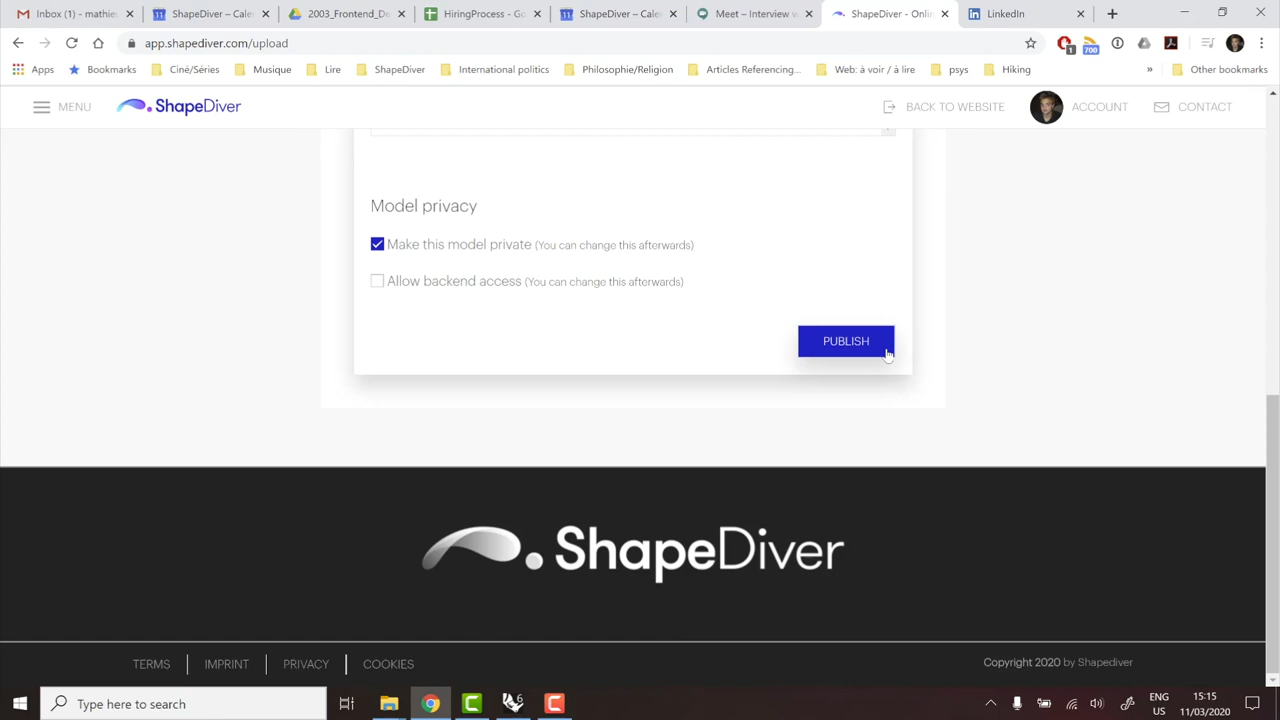 Inbox (1) - mathie
ShapeDiver – Cale
2003_Frontend_De
HiringProcess - Go
ShapeDiver – Cale
Meet – Interview w
ShapeDiver - Onli
LinkedIn
app.shapediver.com/upload
1
700
Apps
Bookmarks
Ciné/Séries
Musique
Lire
ShapeDiver
International politics
Philosophie/Religion
Articles Referencing...
Web: à voir / à lire
psys
Hiking
»
Other bookmarks
MENU
ShapeDiver
BACK TO WEBSITE
ACCOUNT
CONTACT
Model privacy
Make this model private (You can change this afterwards)
Allow backend access (You can change this afterwards)
PUBLISH
ShapeDiver
TERMS
IMPRINT
PRIVACY
COOKIES
Copyright 2020 by Shapediver
Type here to search
6
ENG
US
15:15
11/03/2020